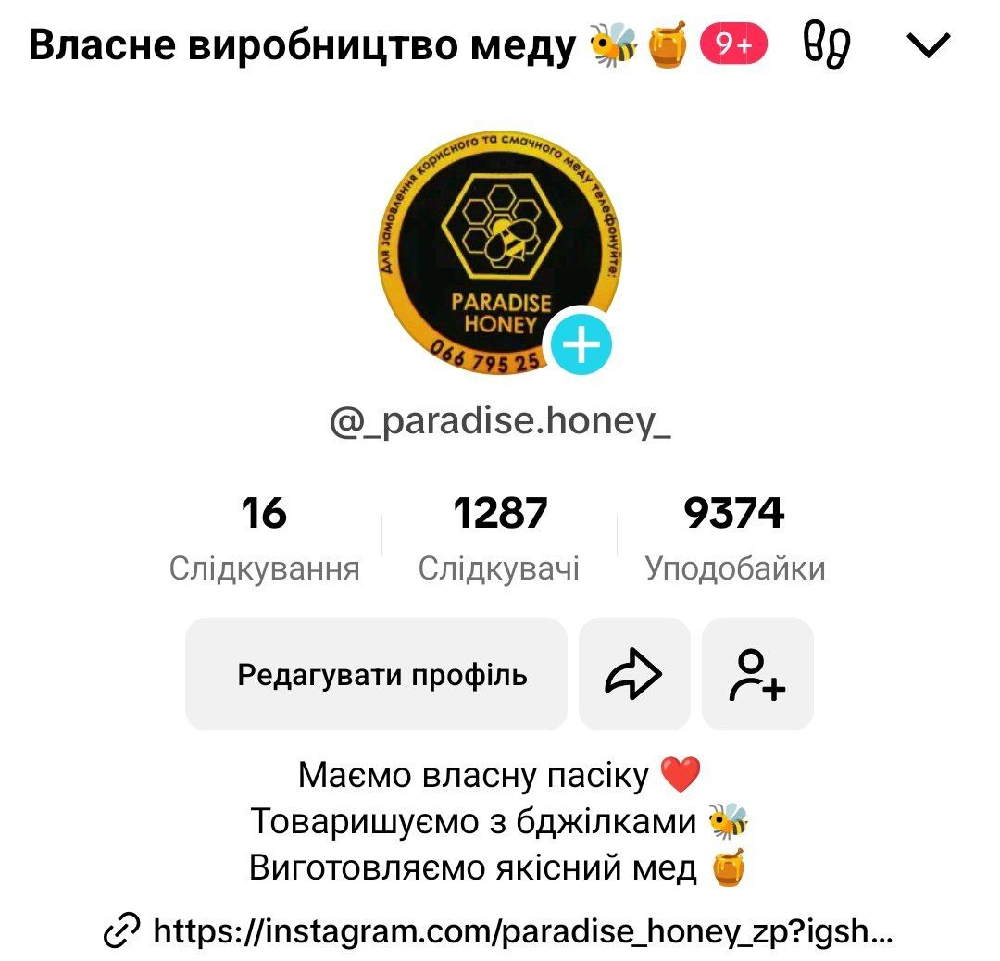 Власне виробництво меду 🐝🍯 9+
Для замовлення корисного та смачного меду телефонуйте:
PARADISE
HONEY
066 795 25
@_paradise.honey_
16 1287 9374
Слідкування Слідкувачі Уподобайки
Редагувати профіль
Маємо власну пасіку ❤️
Товаришуємо з бджілками 🐝
Виготовляємо якісний мед 🍯
https://instagram.com/paradise_honey_zp?igsh...